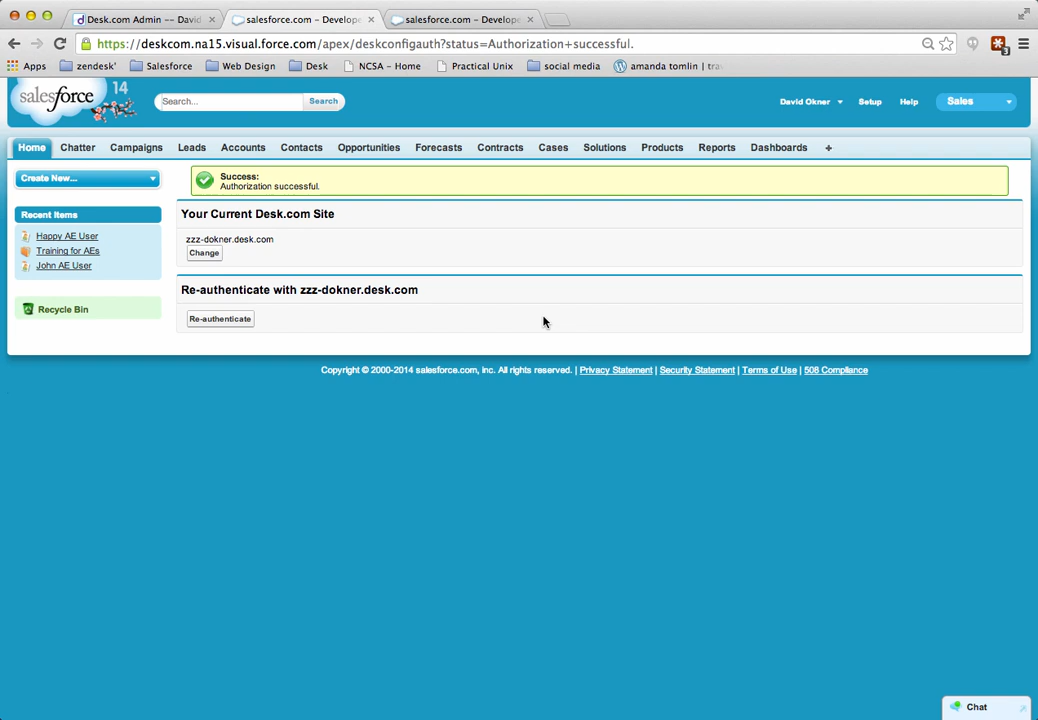 Desk.com Admin -- David
salesforce.com – Develope
salesforce.com – Develope
https://deskcom.na15.visual.force.com/apex/deskconfigauth?status=Authorization+successful.
3
Apps
zendesk'
Salesforce
Web Design
Desk
NCSA – Home
Practical Unix
social media
amanda tomlin | tra
salesforce
14
Search...
Search
David Okner
Setup
Help
Sales
Home
Chatter
Campaigns
Leads
Accounts
Contacts
Opportunities
Forecasts
Contracts
Cases
Solutions
Products
Reports
Dashboards
+
Create New...
Success:
Authorization successful.
Recent Items
Happy AE User
Training for AEs
John AE User
Recycle Bin
Your Current Desk.com Site
zzz-dokner.desk.com
Change
Re-authenticate with zzz-dokner.desk.com
Re-authenticate
Copyright © 2000-2014 salesforce.com, inc. All rights reserved. | Privacy Statement | Security Statement | Terms of Use | 508 Compliance
Chat